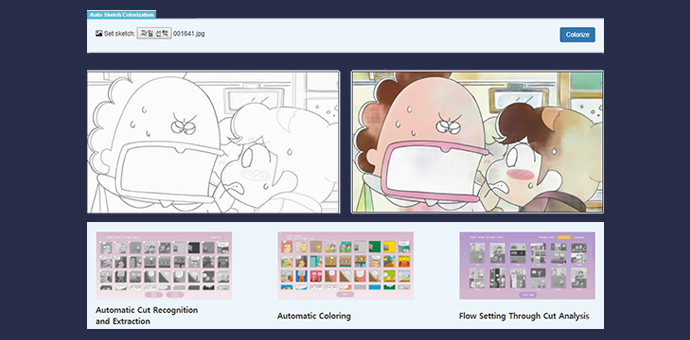 Auto Sketch Colorization
Set sketch: 파일 선택 001641.jpg
Colorize
Automatic Cut Recognition
and Extraction
Automatic Coloring
Flow Setting Through Cut Analysis